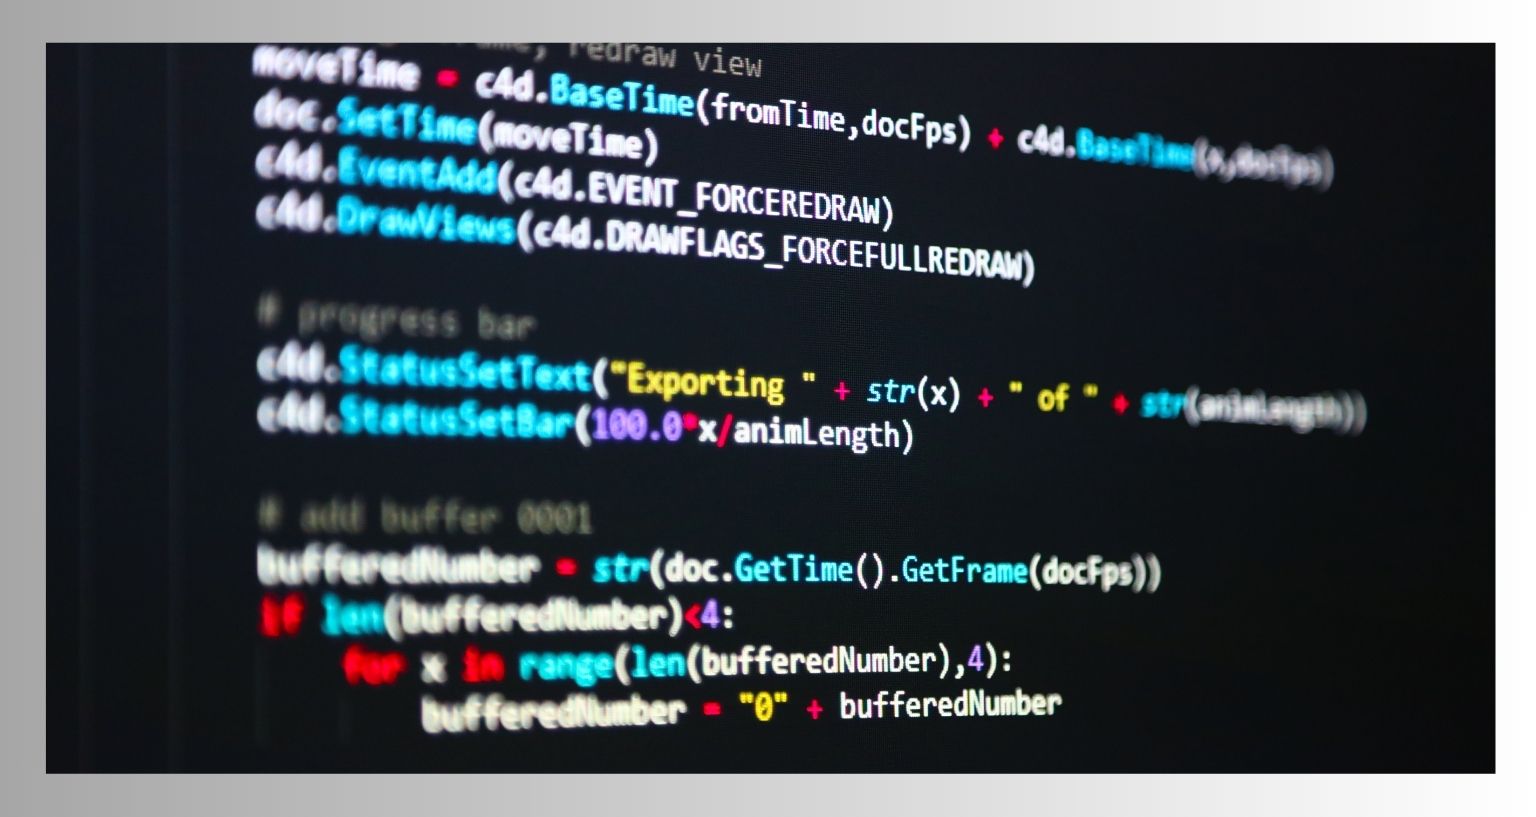 frame, redraw view
moveTime = c4d.BaseTime(fromTime,docFps) + c4d.BaseTime(x,docFps)
doc.SetTime(moveTime)
c4d.EventAdd(c4d.EVENT_FORCEREDRAW)
c4d.DrawViews(c4d.DRAWFLAGS_FORCEFULLREDRAW)
# progress bar
c4d.StatusSetText("Exporting " + str(x) + " of " + str(animLength))
c4d.StatusSetBar(100.0*x/animLength)
# add buffer 0001
bufferedNumber = str(doc.GetTime().GetFrame(docFps))
if len(bufferedNumber)<4:
for x in range(len(bufferedNumber),4):
bufferedNumber = "0" + bufferedNumber